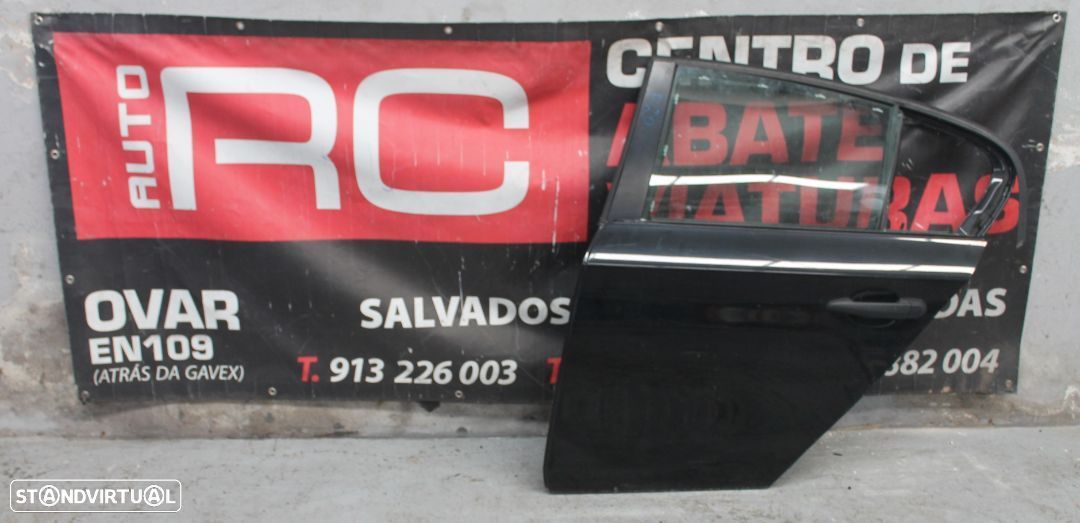 AUTO
RC
CENTRO DE
ABATE
VIATURAS
OVAR
EN109
(ATRÁS DA GAVEX)
SALVADOS
DAS
T. 913 226 003
T
382 004
STANDVIRTUAL